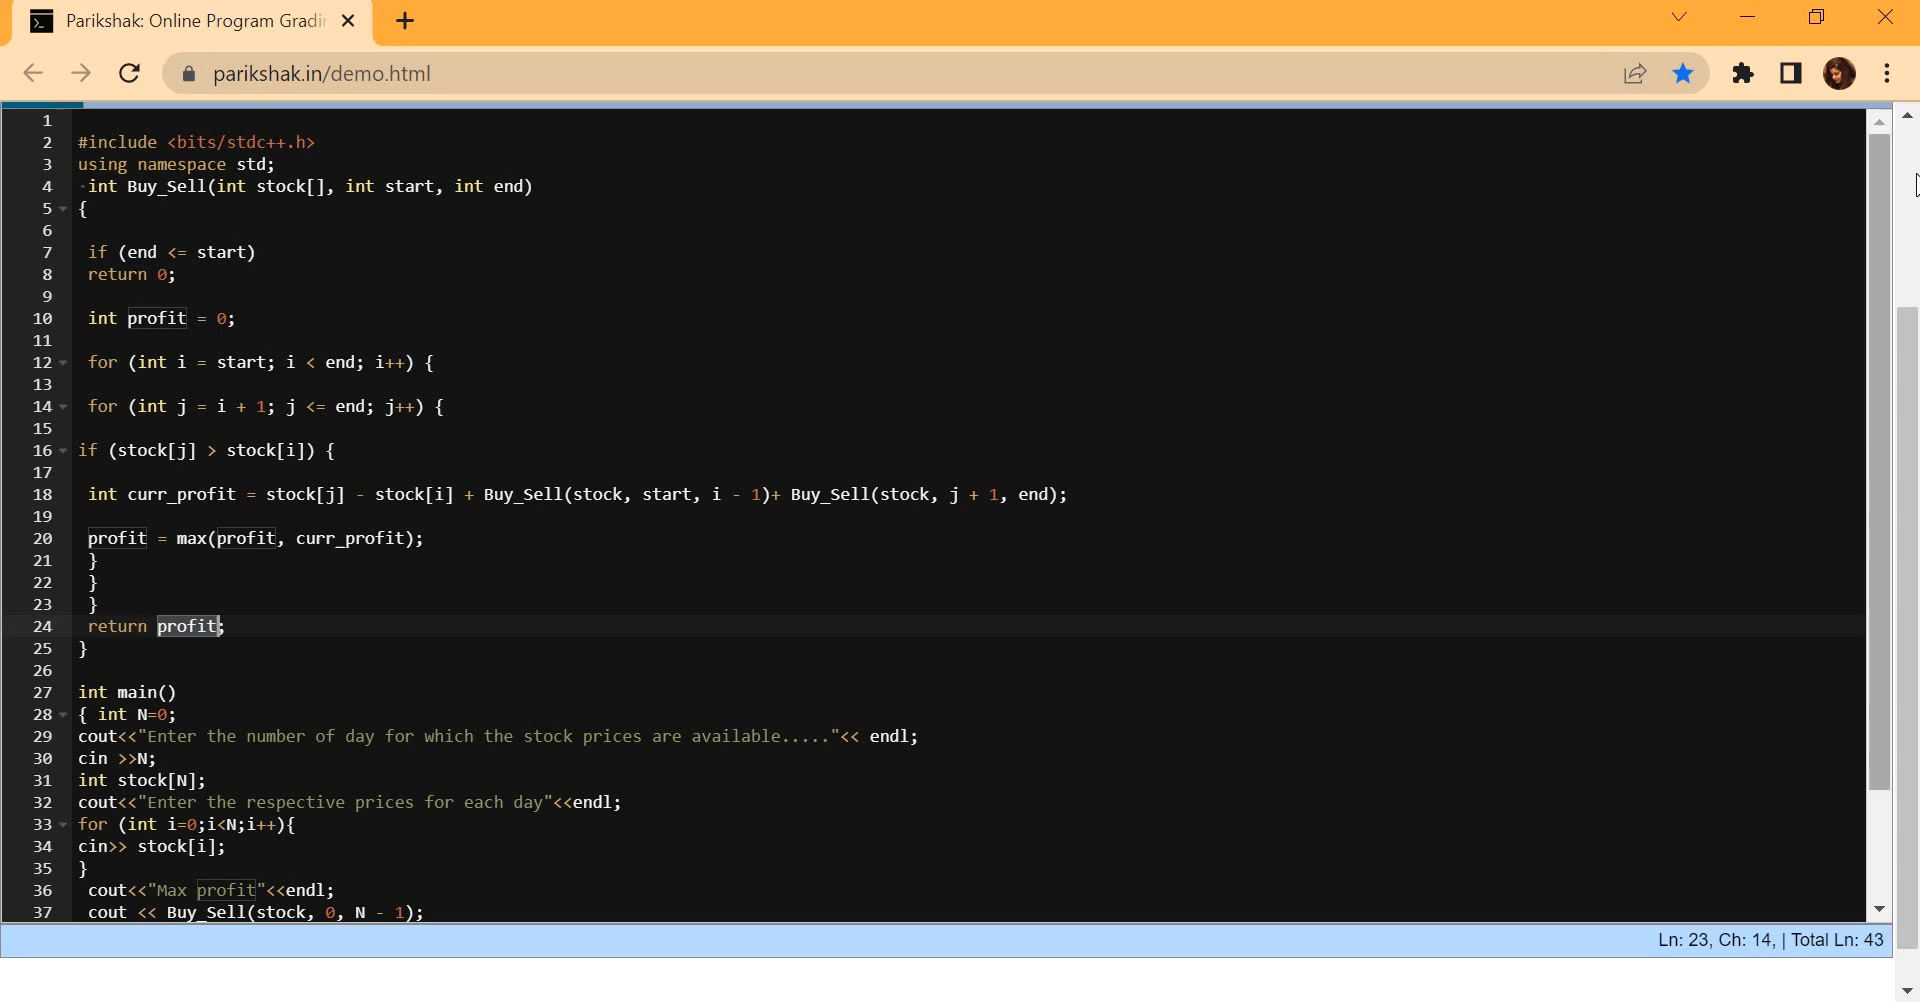 Parikshak: Online Program Gradin
parikshak.in/demo.html
1
2 #include <bits/stdc++.h>
3 using namespace std;
4 int Buy_Sell(int stock[], int start, int end)
5 {
6
7 if (end <= start)
8 return 0;
9
10 int profit = 0;
11
12 for (int i = start; i < end; i++) {
13
14 for (int j = i + 1; j <= end; j++) {
15
16 if (stock[j] > stock[i]) {
17
18 int curr_profit = stock[j] - stock[i] + Buy_Sell(stock, start, i - 1)+ Buy_Sell(stock, j + 1, end);
19
20 profit = max(profit, curr_profit);
21 }
22 }
23 }
24 return profit;
25 }
26
27 int main()
28 { int N=0;
29 cout<<"Enter the number of day for which the stock prices are available....."<< endl;
30 cin >>N;
31 int stock[N];
32 cout<<"Enter the respective prices for each day"<<endl;
33 for (int i=0;i<N;i++){
34 cin>> stock[i];
35 }
36 cout<<"Max profit"<<endl;
37 cout << Buy_Sell(stock, 0, N - 1);
Ln: 23, Ch: 14, | Total Ln: 43